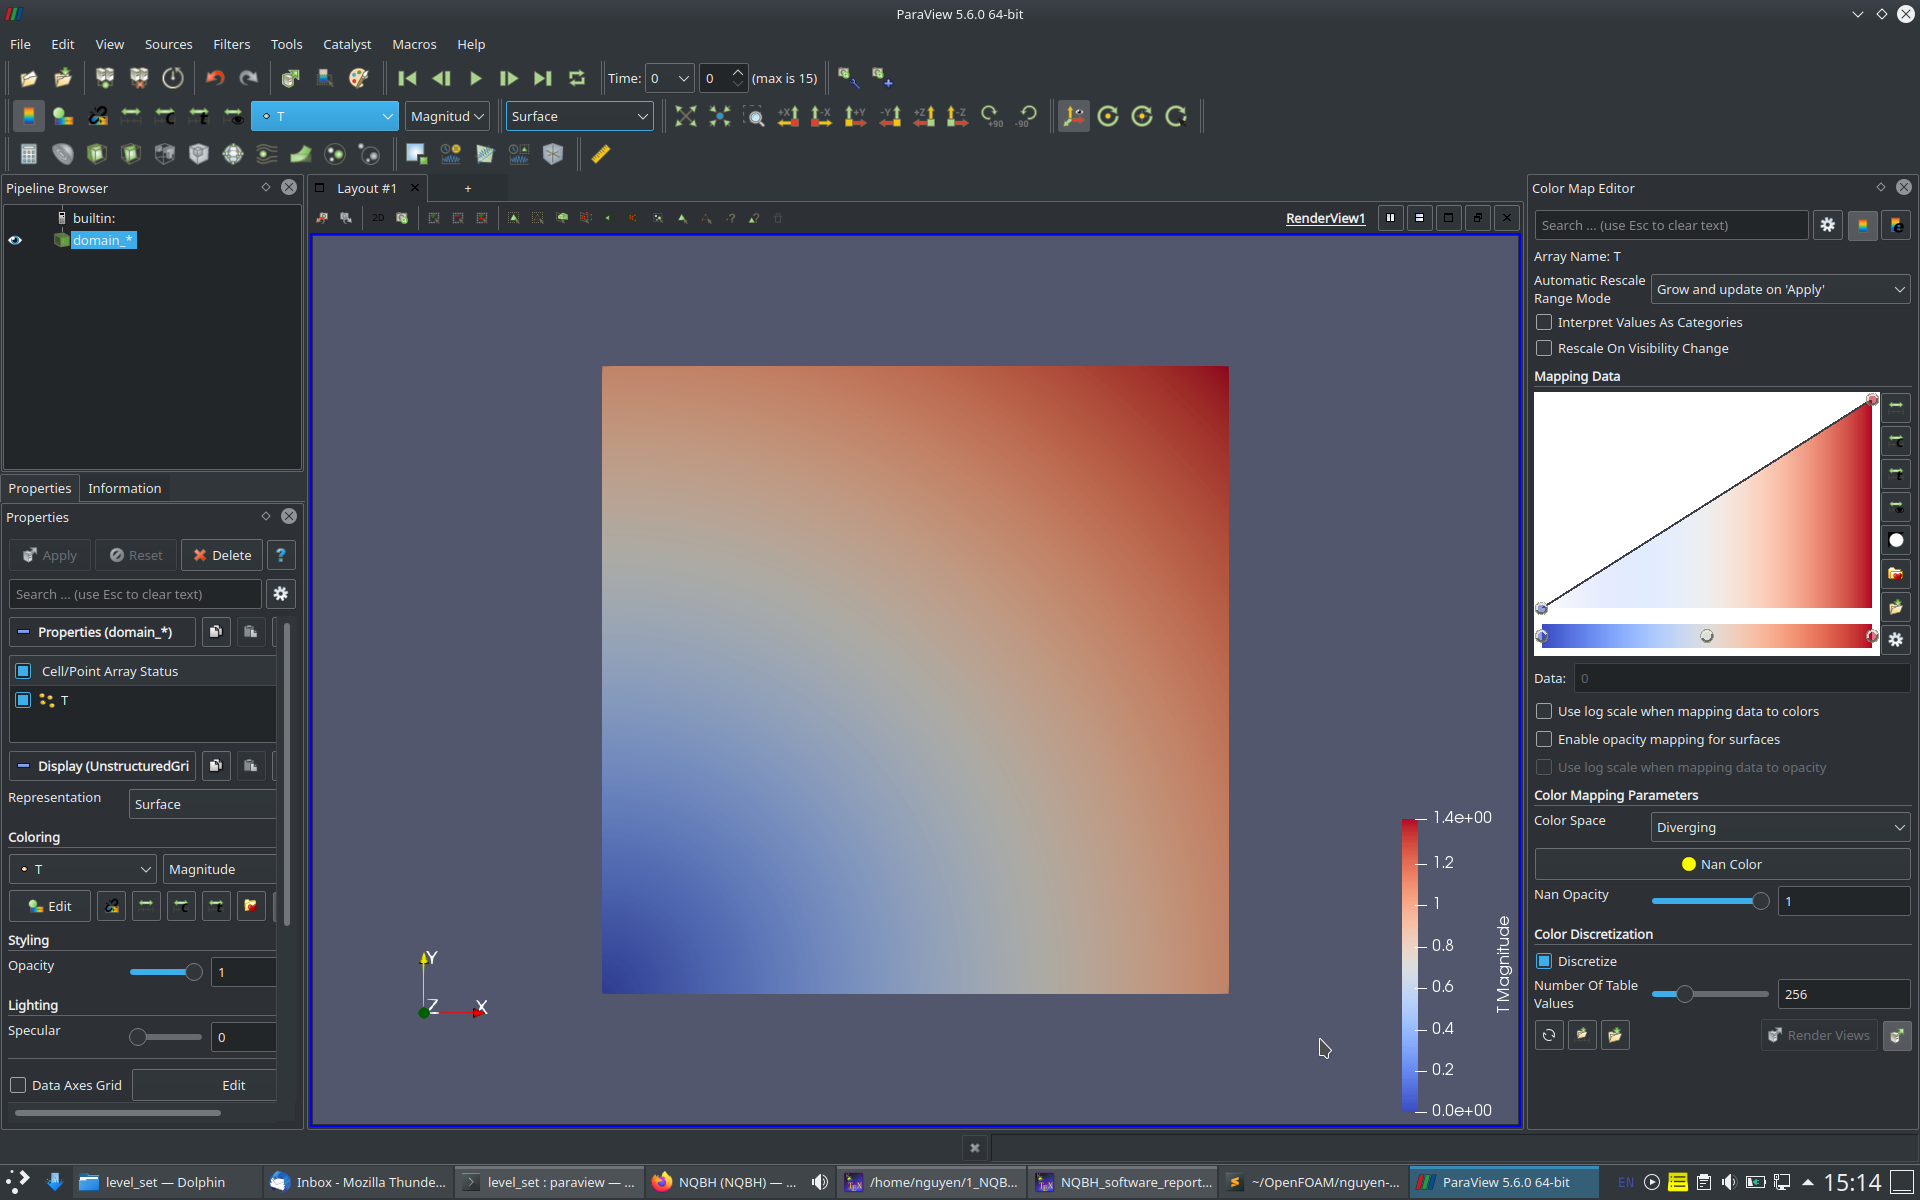 ParaView 5.6.0 64-bit
File Edit View Sources Filters Tools Catalyst Macros Help
Time: 0 0 (max is 15)
T Magnitud Surface +X -X +Y -Y +Z -Z +90 -90
Pipeline Browser
builtin:
domain_*
Properties Information
Properties
Apply Reset Delete ?
Search ... (use Esc to clear text)
Properties (domain_*)
Cell/Point Array Status
T
Display (UnstructuredGri
Representation Surface
Coloring
T Magnitude
Edit
Styling
Opacity 1
Lighting
Specular 0
Data Axes Grid Edit
Layout #1 +
2D RenderView1
Y
Z X
1.4e+00
1.2
1
0.8
0.6
0.4
0.2
0.0e+00
T Magnitude
Color Map Editor
Search ... (use Esc to clear text)
Array Name: T
Automatic Rescale
Range Mode
Grow and update on 'Apply'
Interpret Values As Categories
Rescale On Visibility Change
Mapping Data
Data: 0
Use log scale when mapping data to colors
Enable opacity mapping for surfaces
Use log scale when mapping data to opacity
Color Mapping Parameters
Color Space Diverging
Nan Color
Nan Opacity 1
Color Discretization
Discretize
Number Of Table
Values
256
Render Views
level_set — Dolphin
Inbox - Mozilla Thunde...
level_set : paraview — ...
NQBH (NQBH) — ...
/home/nguyen/1_NQB...
NQBH_software_report...
~/OpenFOAM/nguyen-...
ParaView 5.6.0 64-bit
EN
15:14